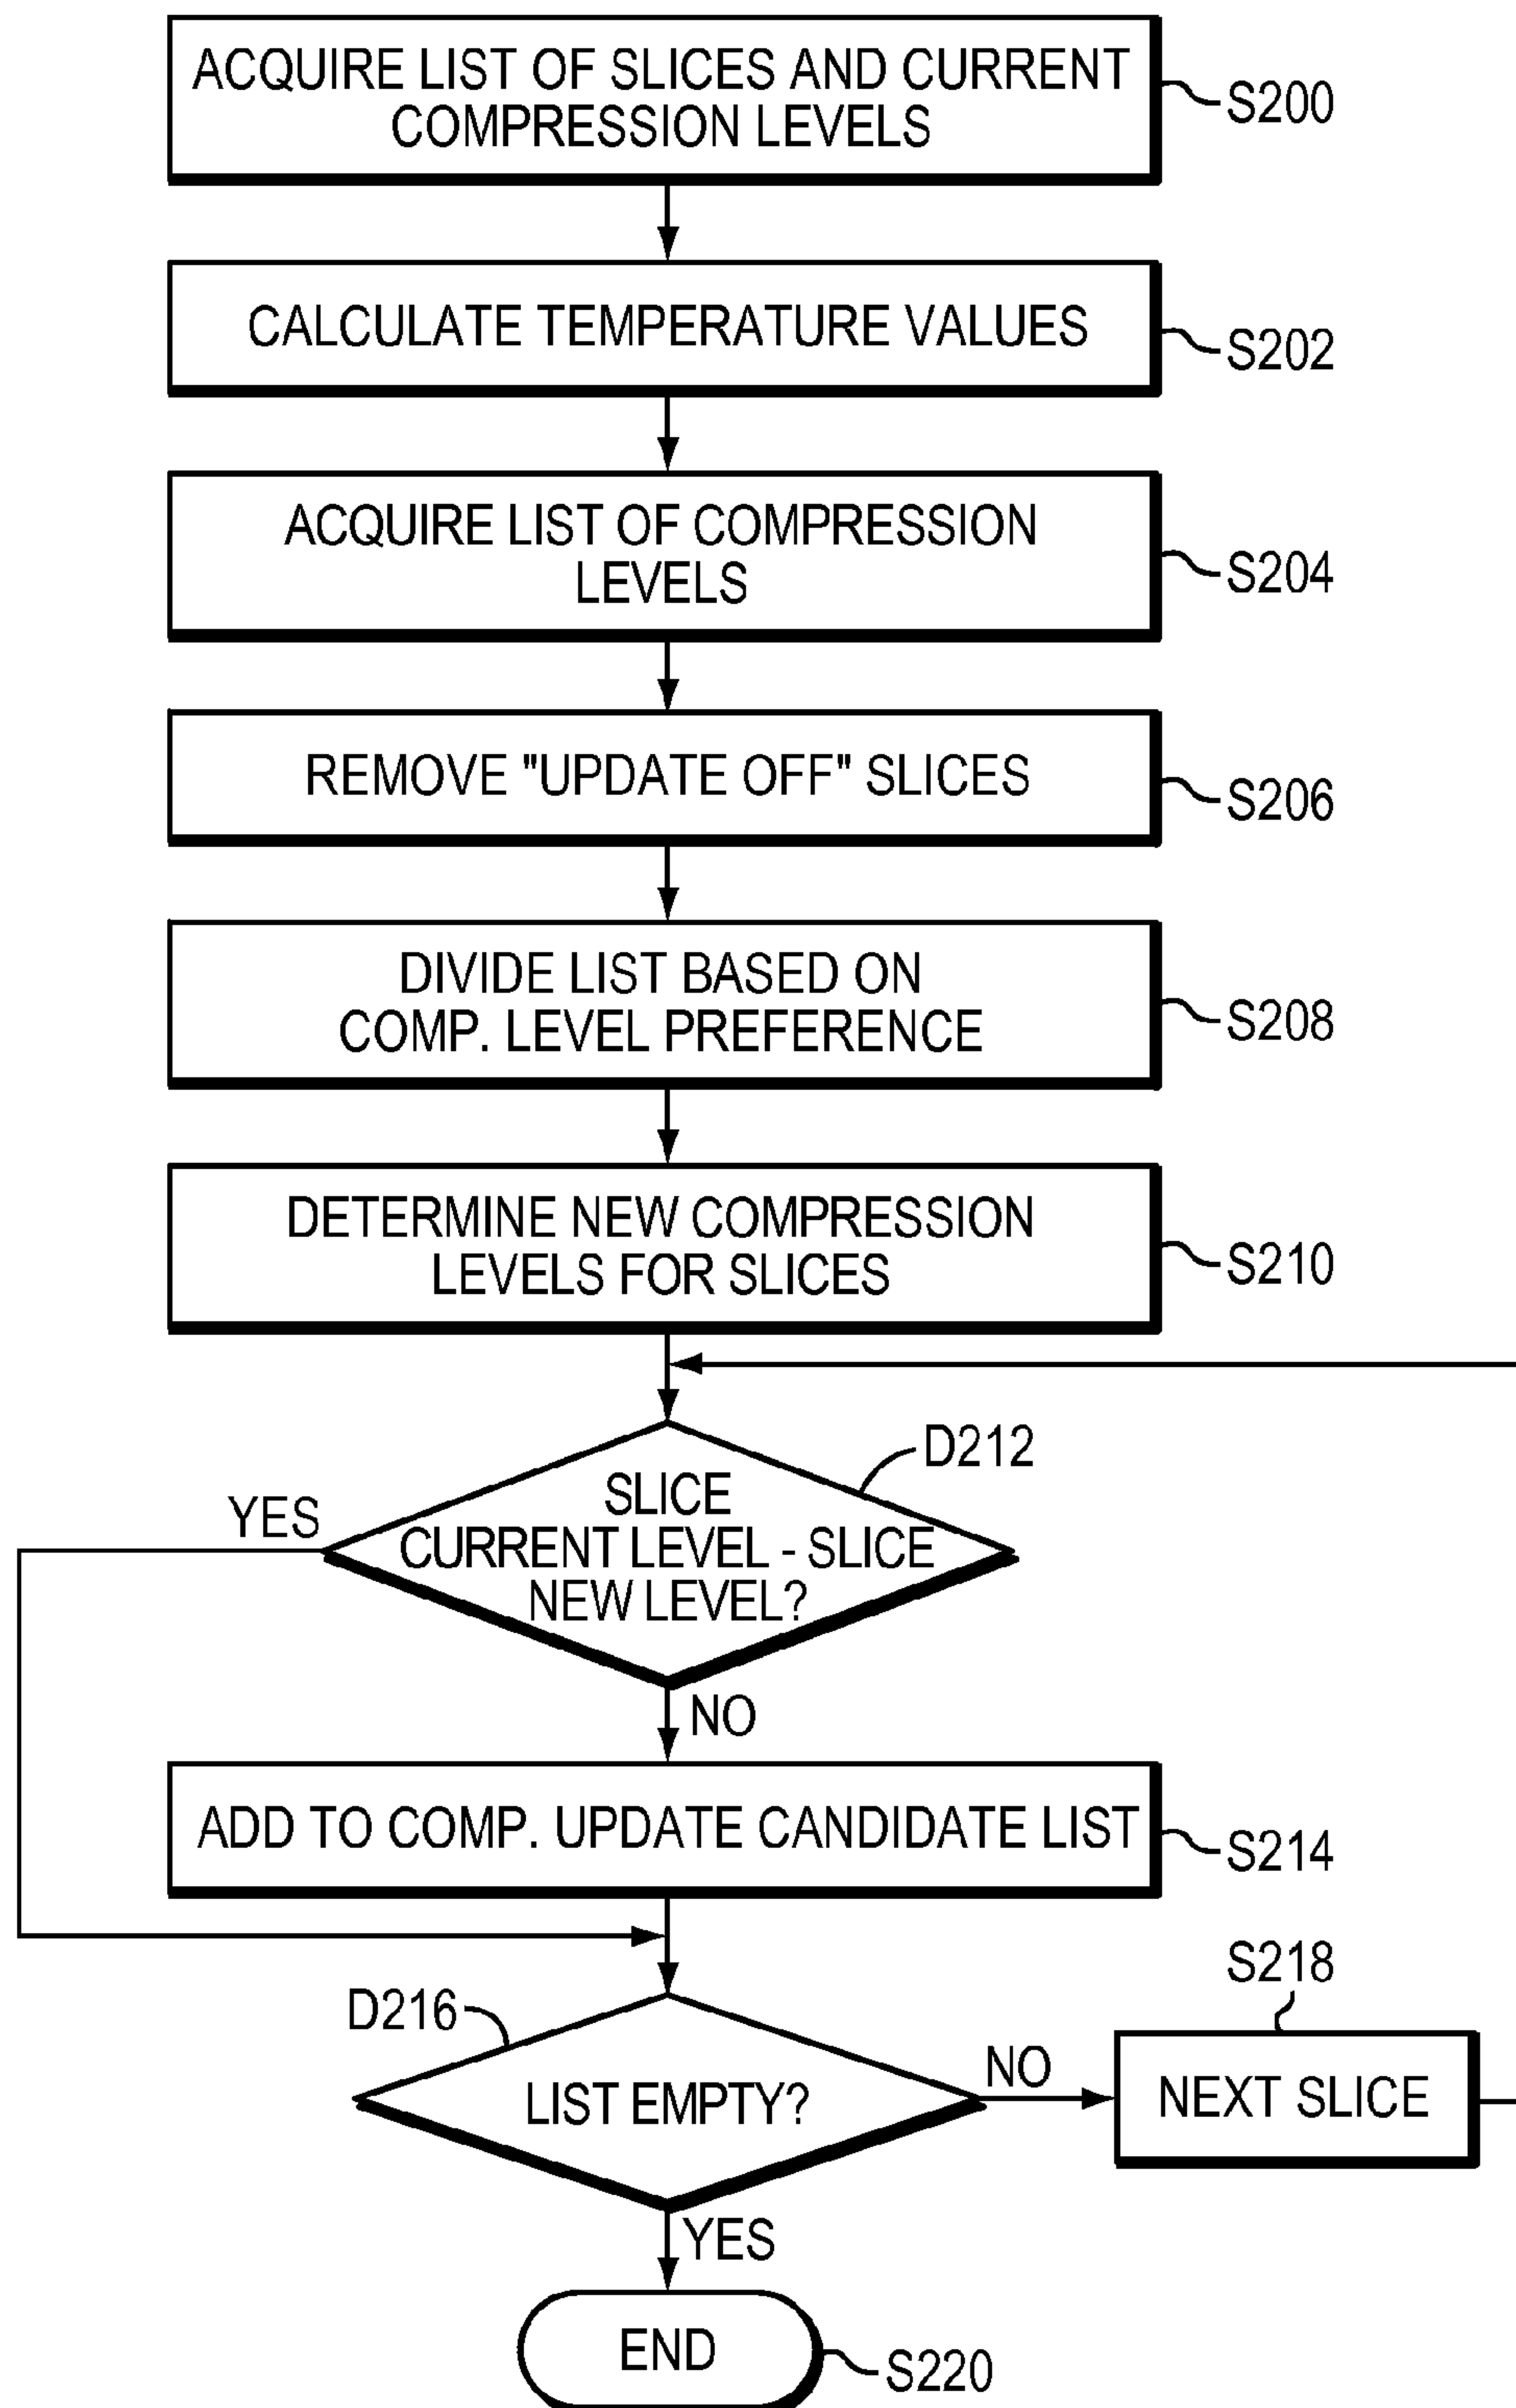 ACQUIRE LIST OF SLICES AND CURRENT
COMPRESSION LEVELS
S200
CALCULATE TEMPERATURE VALUES
S202
ACQUIRE LIST OF COMPRESSION
LEVELS
S204
REMOVE "UPDATE OFF" SLICES
S206
DIVIDE LIST BASED ON
COMP. LEVEL PREFERENCE
S208
DETERMINE NEW COMPRESSION
LEVELS FOR SLICES
S210
D212
SLICE
CURRENT LEVEL - SLICE
NEW LEVEL?
YES
NO
ADD TO COMP. UPDATE CANDIDATE LIST
S214
D216
LIST EMPTY?
NO
S218
NEXT SLICE
YES
END
S220